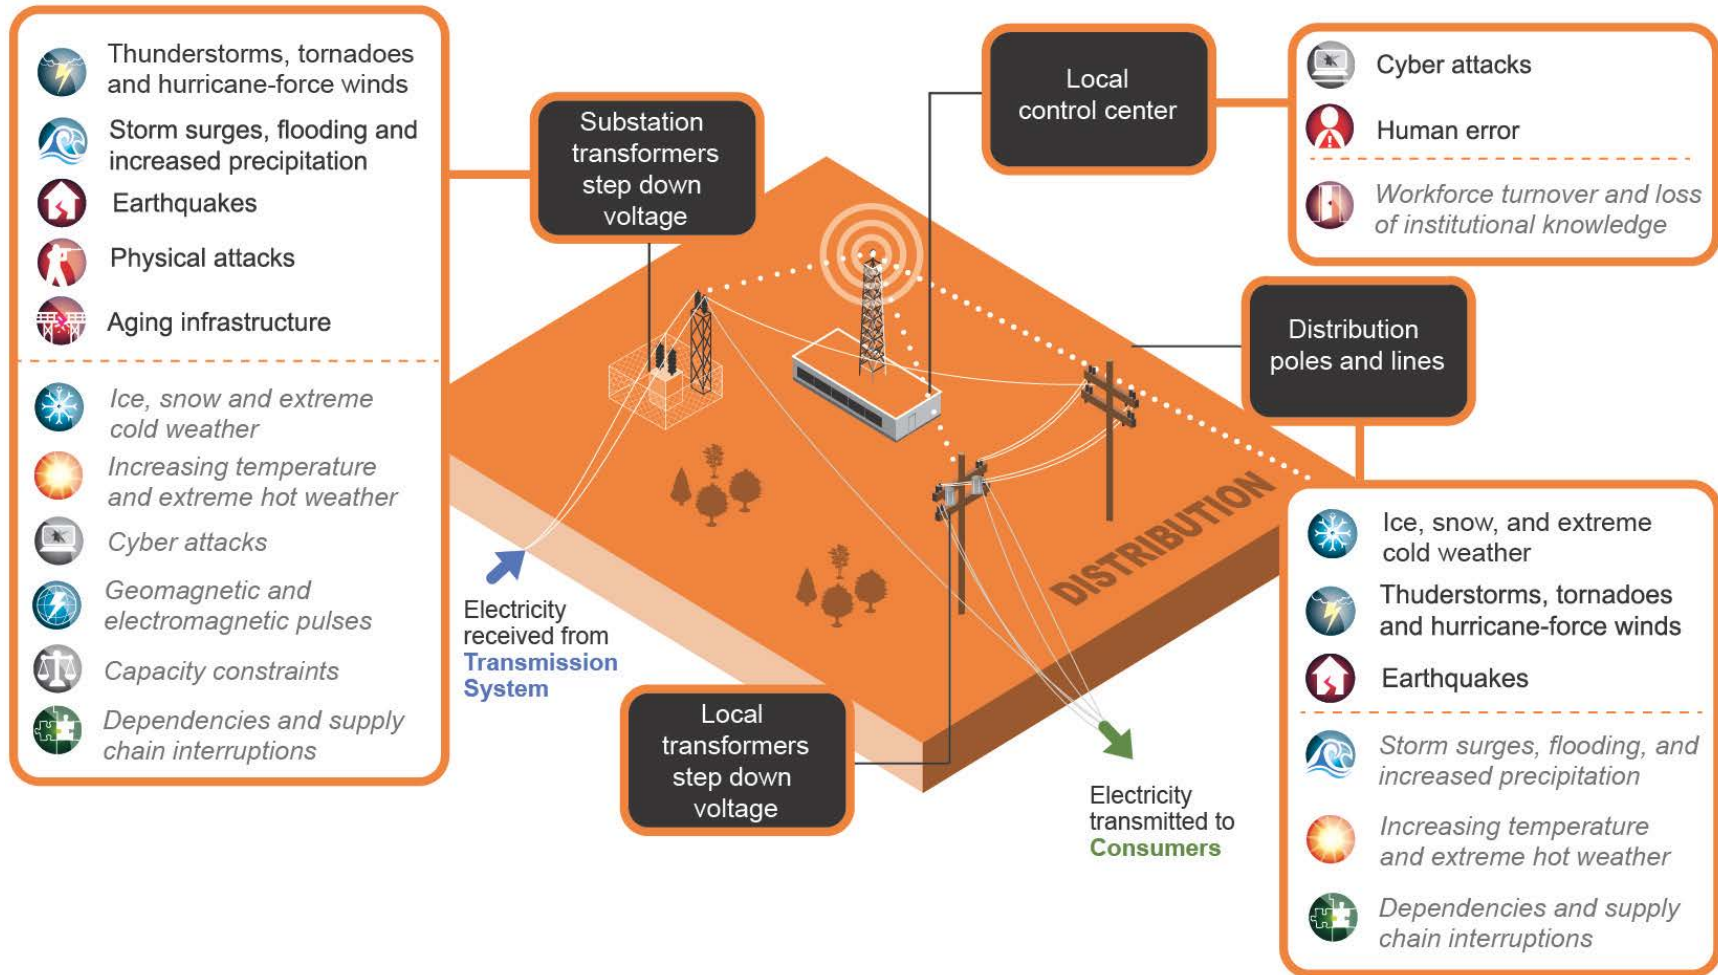 Thunderstorms, tornadoes
and hurricane-force winds
Storm surges, flooding and
increased precipitation
Earthquakes
Physical attacks
Aging infrastructure
Ice, snow and extreme
cold weather
Increasing temperature
and extreme hot weather
Cyber attacks
Geomagnetic and
electromagnetic pulses
Capacity constraints
Dependencies and supply
chain interruptions
Substation
transformers
step down
voltage
Local
control center
Cyber attacks
Human error
Workforce turnover and loss
of institutional knowledge
Distribution
poles and lines
Ice, snow, and extreme
cold weather
Thuderstorms, tornadoes
and hurricane-force winds
Earthquakes
Storm surges, flooding, and
increased precipitation
Increasing temperature
and extreme hot weather
Dependencies and supply
chain interruptions
DISTRIBUTION
Electricity
received from
Transmission
System
Local
transformers
step down
voltage
Electricity
transmitted to
Consumers